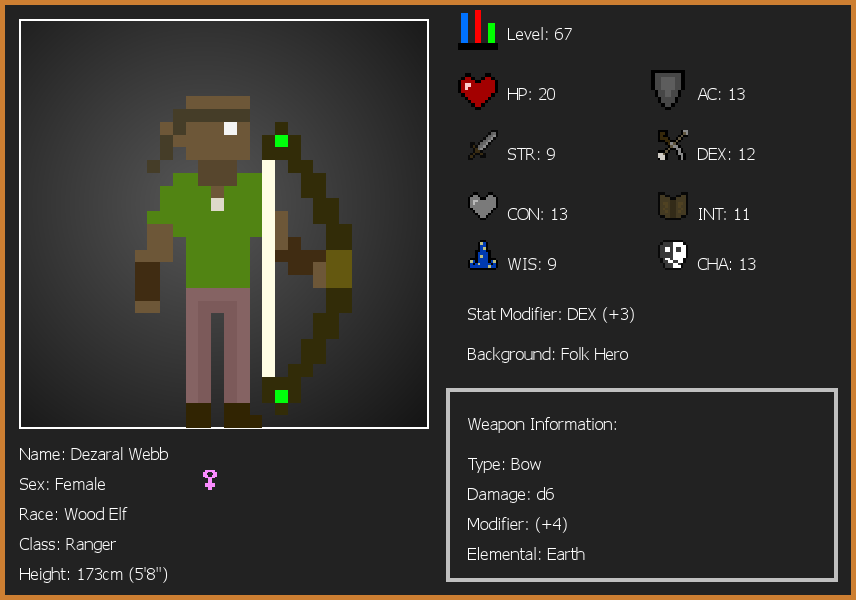 Level: 67
HP: 20
AC: 13
STR: 9
DEX: 12
CON: 13
INT: 11
WIS: 9
CHA: 13
Stat Modifier: DEX (+3)
Background: Folk Hero
Weapon Information:
Type: Bow
Damage: d6
Modifier: (+4)
Elemental: Earth
Name: Dezaral Webb
Sex: Female
Race: Wood Elf
Class: Ranger
Height: 173cm (5'8")